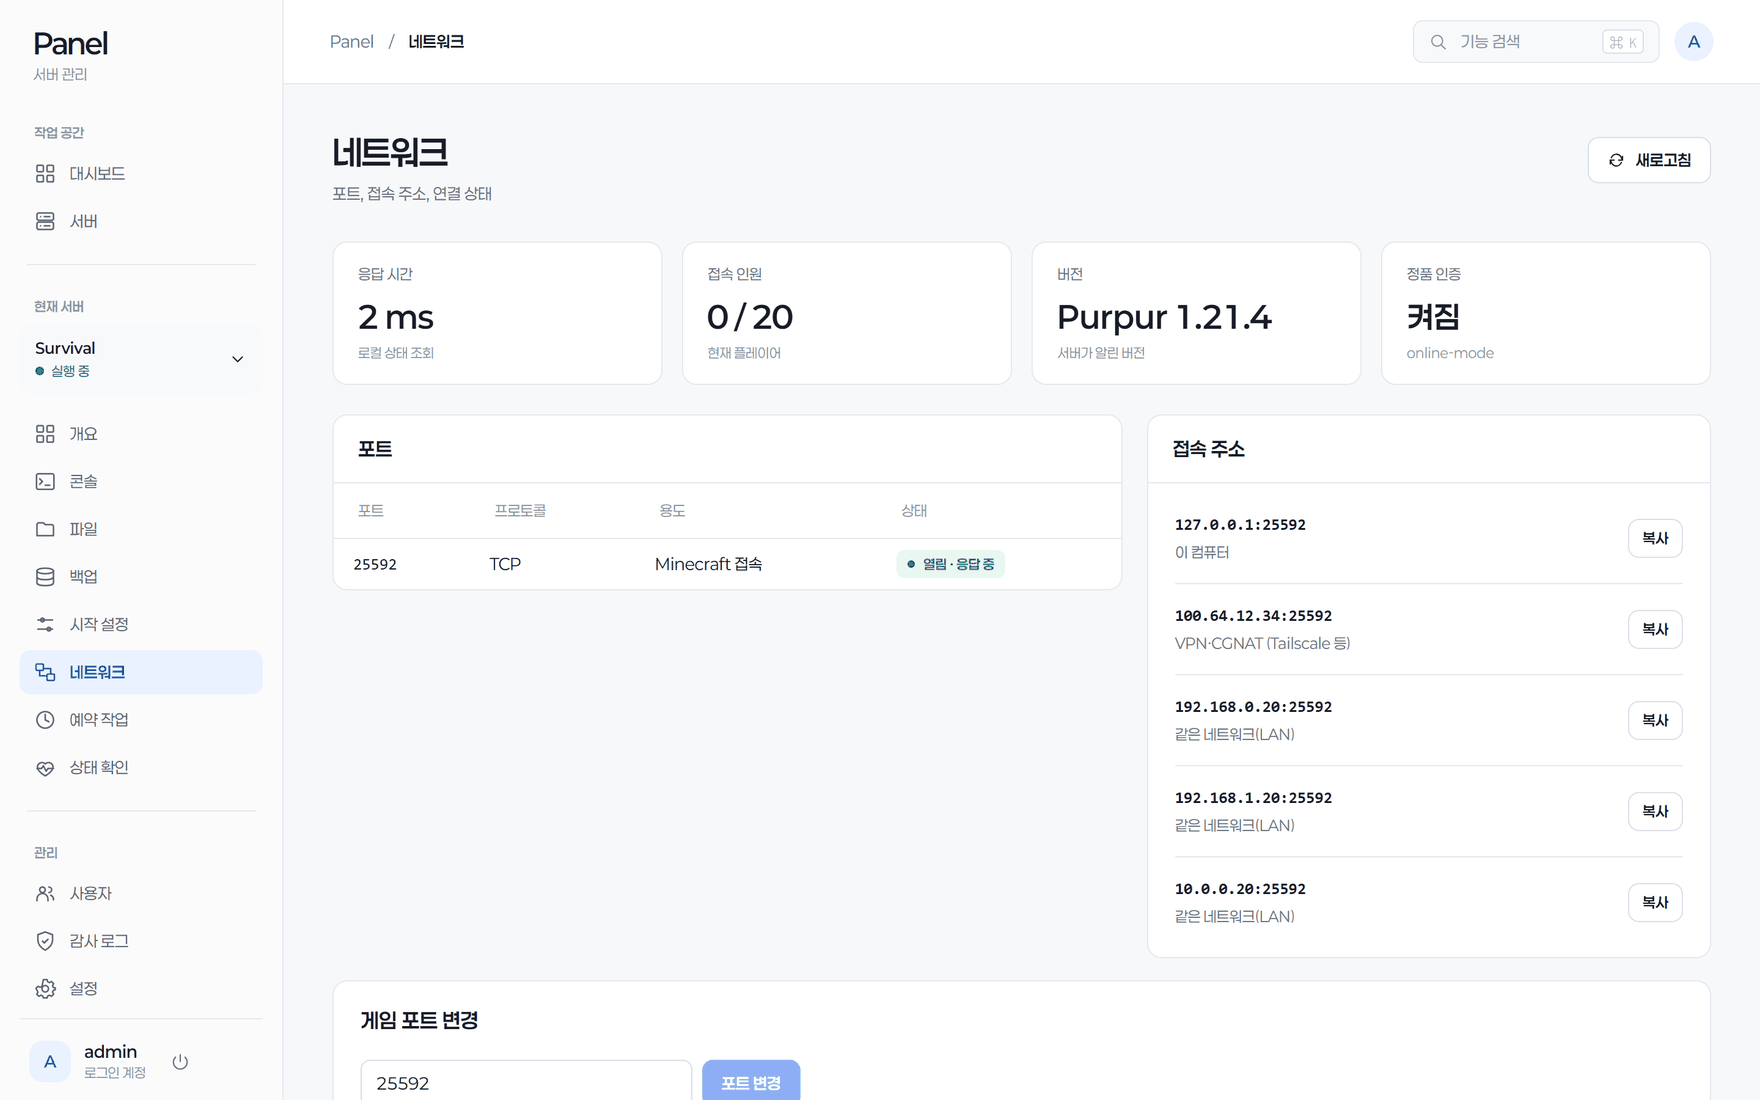 Panel
서버 관리
작업 공간
대시보드
서버
현재 서버
Survival
실행 중
개요
콘솔
파일
백업
시작 설정
네트워크
예약 작업
상태 확인
관리
사용자
감사 로그
설정
A
admin
로그인 계정
Panel / 네트워크
기능 검색
⌘ K
A
네트워크
포트, 접속 주소, 연결 상태
새로고침
응답 시간
2 ms
로컬 상태 조회
접속 인원
0 / 20
현재 플레이어
버전
Purpur 1.21.4
서버가 알린 버전
정품 인증
켜짐
online-mode
포트
포트 프로토콜 용도 상태
25592 TCP Minecraft 접속 열림 · 응답 중
접속 주소
127.0.0.1:25592
이 컴퓨터
복사
100.64.12.34:25592
VPN·CGNAT (Tailscale 등)
복사
192.168.0.20:25592
같은 네트워크(LAN)
복사
192.168.1.20:25592
같은 네트워크(LAN)
복사
10.0.0.20:25592
같은 네트워크(LAN)
복사
게임 포트 변경
25592
포트 변경